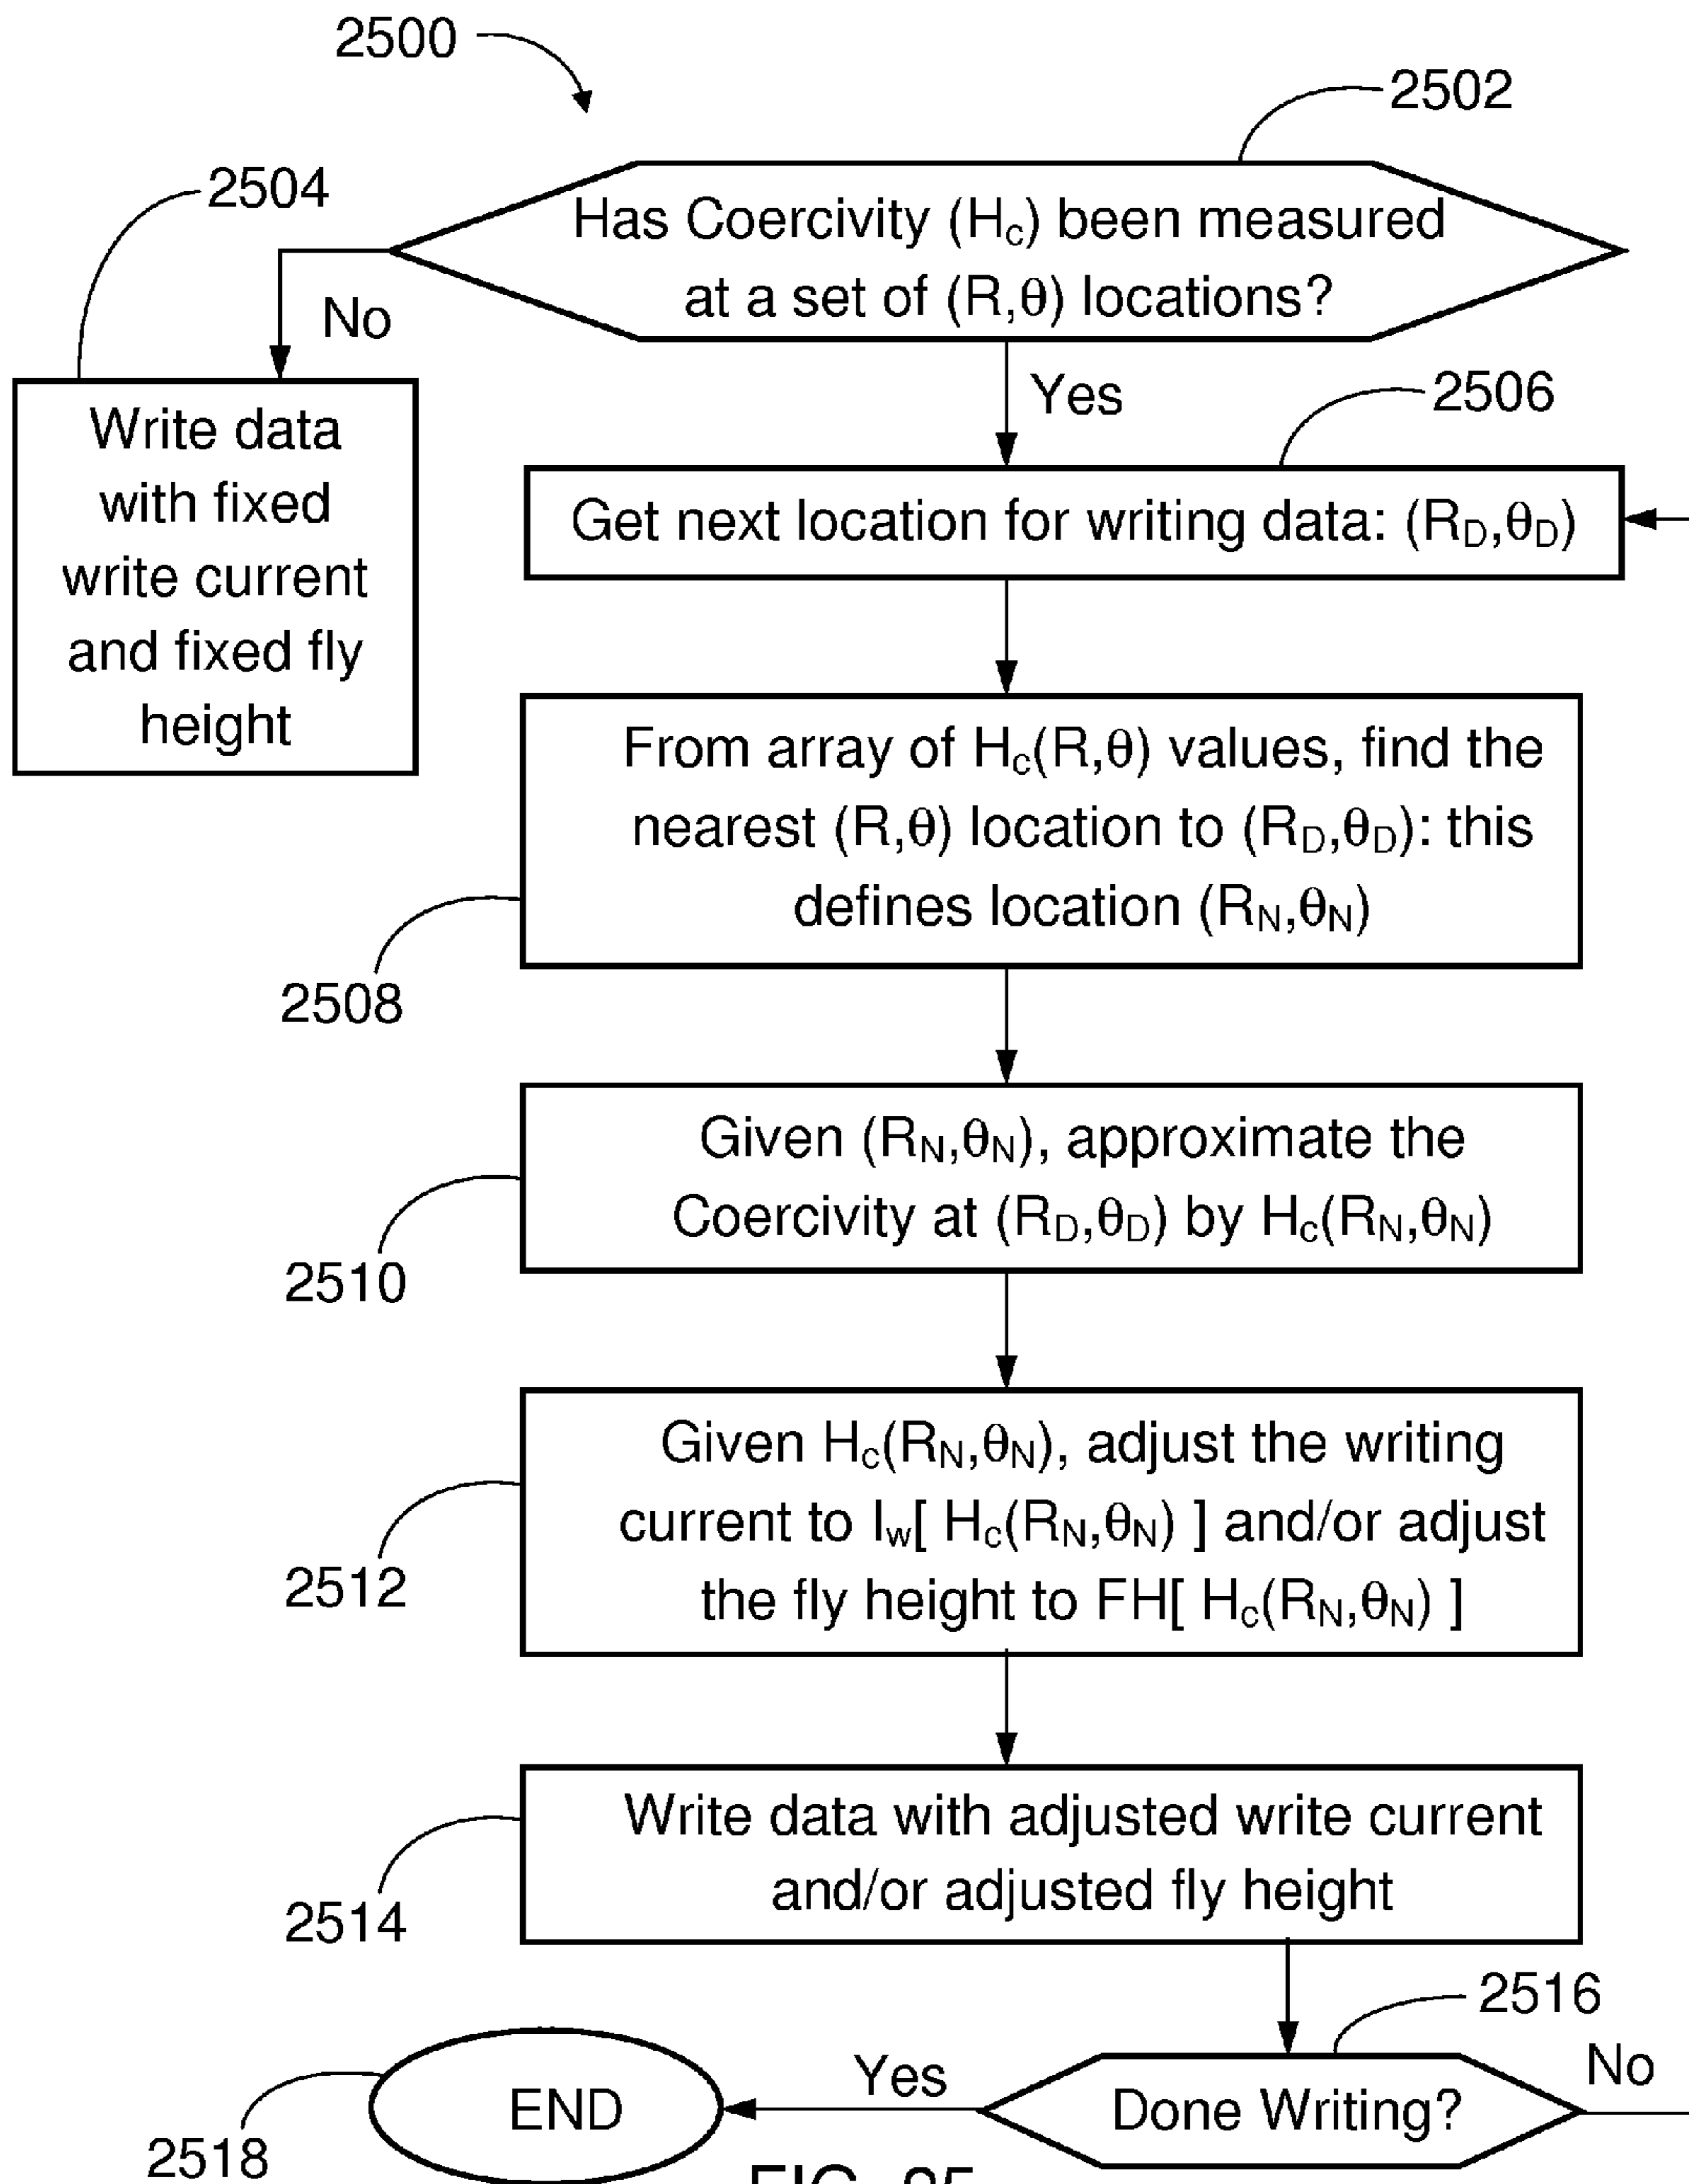 2500
2502
2504
Has Coercivity (Hc) been measured
at a set of (R,θ) locations?
No
Yes
2506
Write data
with fixed
write current
and fixed fly
height
Get next location for writing data: (RD,θD)
From array of Hc(R,θ) values, find the
nearest (R,θ) location to (RD,θD): this
defines location (RN,θN)
2508
Given (RN,θN), approximate the
Coercivity at (RD,θD) by Hc(RN,θN)
2510
Given Hc(RN,θN), adjust the writing
current to Iw[ Hc(RN,θN) ] and/or adjust
the fly height to FH[ Hc(RN,θN) ]
2512
Write data with adjusted write current
and/or adjusted fly height
2514
2516
Yes
No
END
Done Writing?
2518
FIG. 25